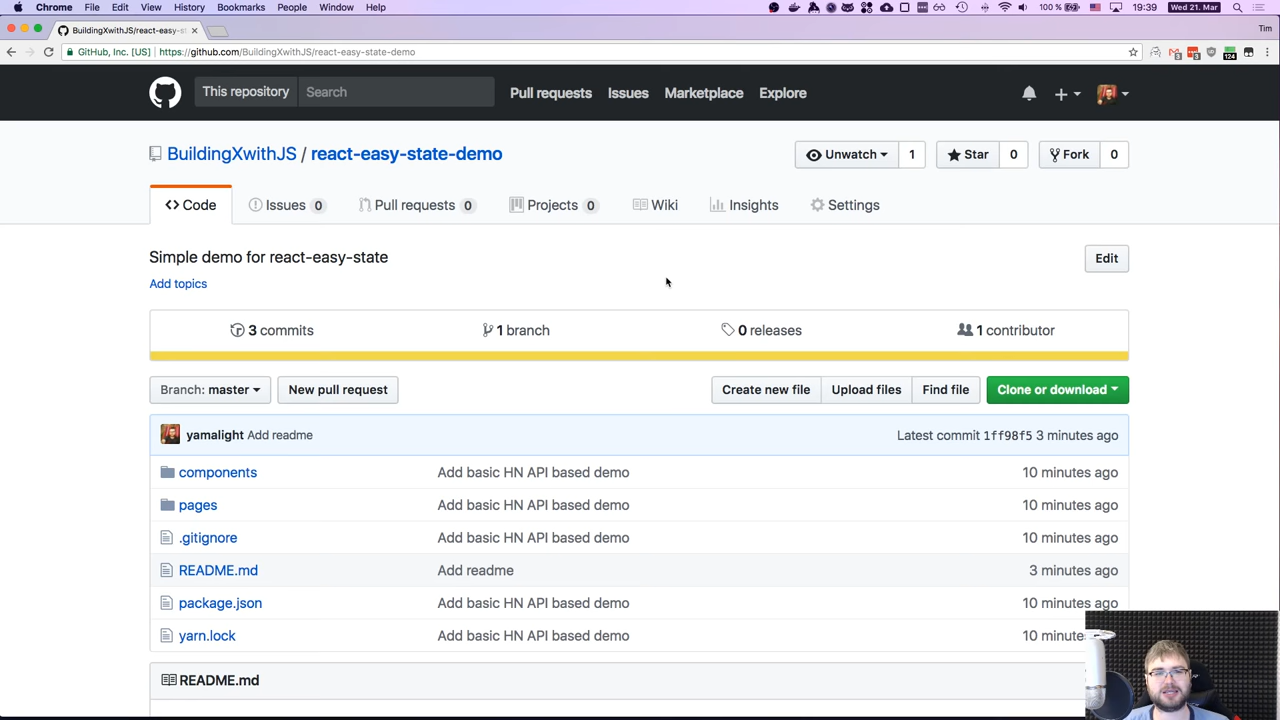 Chrome File Edit View History Bookmarks People Window Help 100 % 19:39 Wed 21. Mar
BuildingXwithJS/react-easy-st Tim
GitHub, Inc. [US] https://github.com/BuildingXwithJS/react-easy-state-demo 3 3 124
This repository Search Pull requests Issues Marketplace Explore
BuildingXwithJS / react-easy-state-demo Unwatch 1 Star 0 Fork 0
Code Issues 0 Pull requests 0 Projects 0 Wiki Insights Settings
Simple demo for react-easy-state Edit
Add topics
3 commits 1 branch 0 releases 1 contributor
Branch: master New pull request Create new file Upload files Find file Clone or download
yamalight Add readme Latest commit 1ff98f5 3 minutes ago
components Add basic HN API based demo 10 minutes ago
pages Add basic HN API based demo 10 minutes ago
.gitignore Add basic HN API based demo 10 minutes ago
README.md Add readme 3 minutes ago
package.json Add basic HN API based demo 10 minutes ago
yarn.lock Add basic HN API based demo 10 minute
README.md